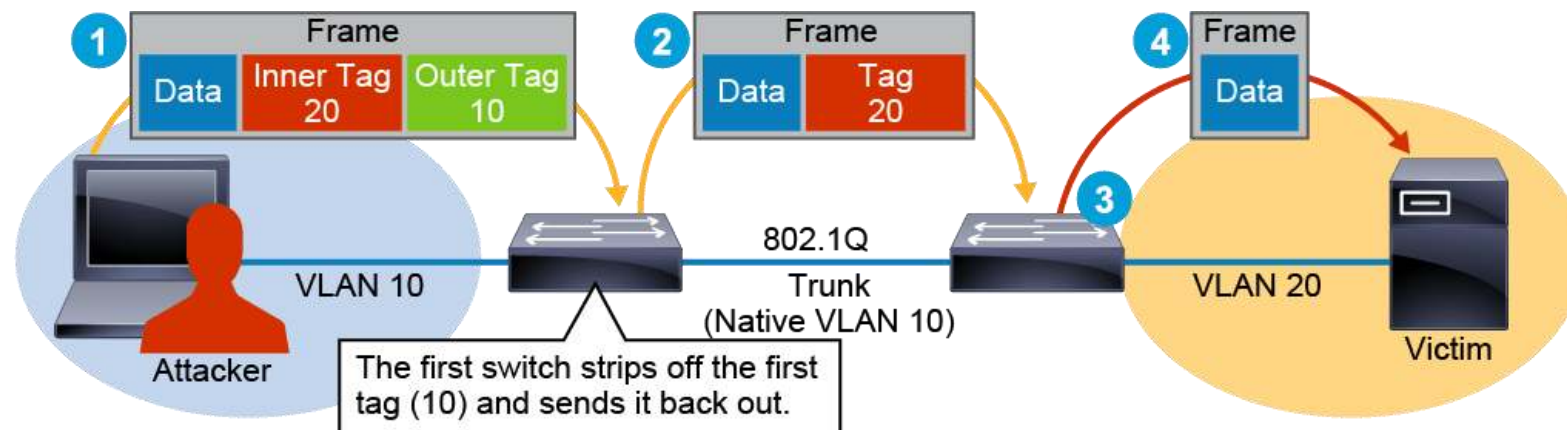 1
Frame
Data
Inner Tag
20
Outer Tag
10
2
Frame
Data
Tag
20
4
Frame
Data
3
VLAN 10
802.1Q
Trunk
(Native VLAN 10)
VLAN 20
Attacker
Victim
The first switch strips off the first
tag (10) and sends it back out.